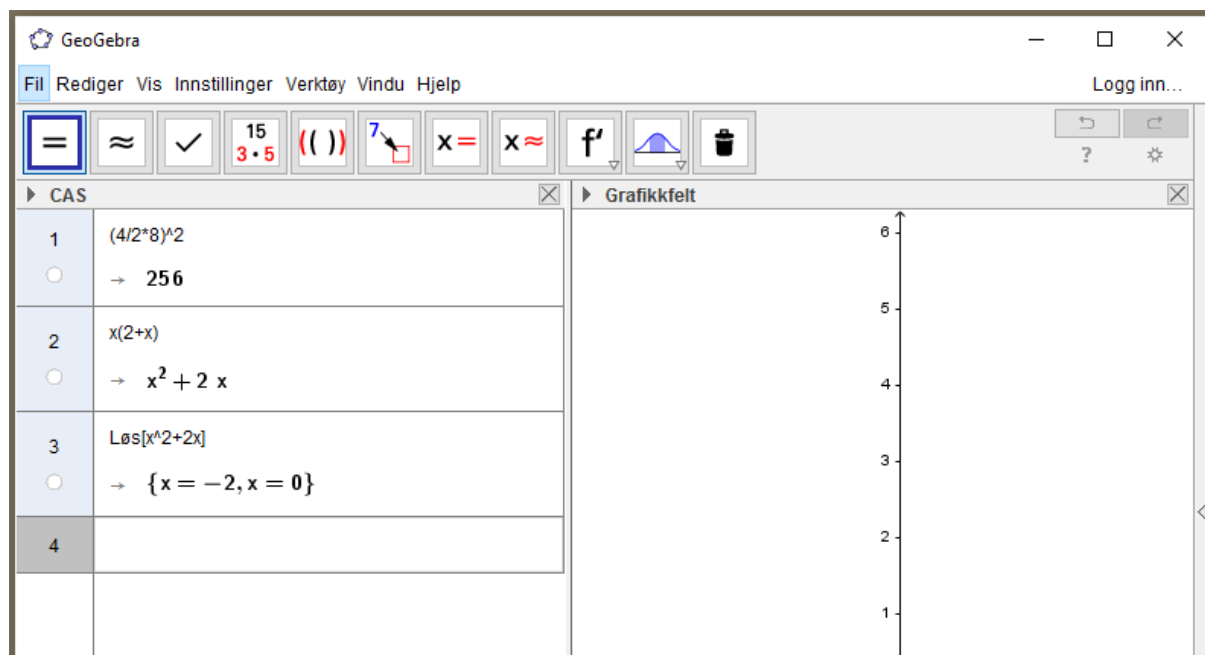 GeoGebra
Fil Rediger Vis Innstillinger Verktøy Vindu Hjelp Logg inn...
= ≈ ✓ 15 3·5 (( )) 7 x= x≈ f' ?
CAS Grafikkfelt
1 (4/2*8)^2
→ 256
2 x(2+x)
→ x² + 2 x
3 Løs[x^2+2x]
→ {x = −2, x = 0}
4
6
5
4
3
2
1